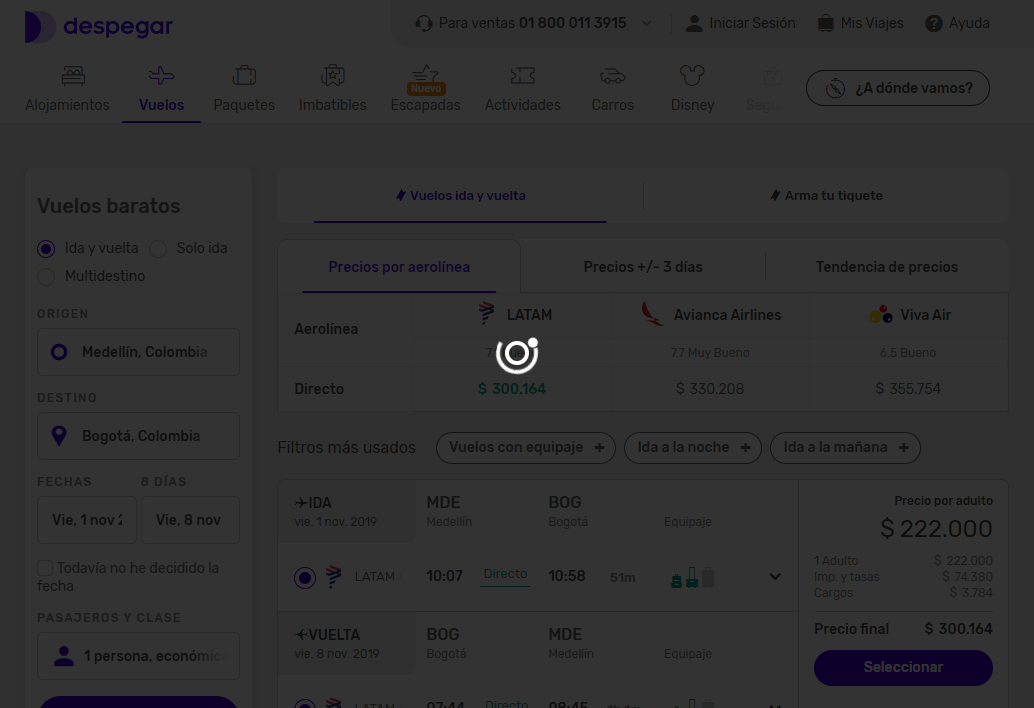 despegar
Para ventas 01 800 011 3915
Iniciar Sesión
Mis Viajes
Ayuda
Alojamientos
Vuelos
Paquetes
Imbatibles
Nuevo
Escapadas
Actividades
Carros
Disney
¿A dónde vamos?
Vuelos baratos
Ida y vuelta
Solo ida
Multidestino
ORIGEN
Medellín, Colombia
DESTINO
Bogotá, Colombia
FECHAS
8 DÍAS
Vie, 1 nov 2
Vie, 8 nov
Todavía no he decidido la
fecha
PASAJEROS Y CLASE
1 persona, económic
Vuelos ida y vuelta
Arma tu tiquete
Precios por aerolínea
Precios +/- 3 días
Tendencia de precios
Aerolínea
LATAM
Avianca Airlines
Viva Air
7.7 Muy Bueno
6.5 Bueno
Directo
$ 300.164
$ 330.208
$ 355.754
Filtros más usados
Vuelos con equipaje +
Ida a la noche +
Ida a la mañana +
IDA
vie. 1 nov. 2019
MDE
Medellín
BOG
Bogotá
Equipaje
LATAM
10:07
Directo
10:58
51m
VUELTA
vie. 8 nov. 2019
BOG
Bogotá
MDE
Medellín
Equipaje
LATAM
07:44
Directo
08:45
Precio por adulto
$ 222.000
1 Adulto $ 222.000
Imp. y tasas $ 74.380
Cargos $ 3.784
Precio final $ 300.164
Seleccionar